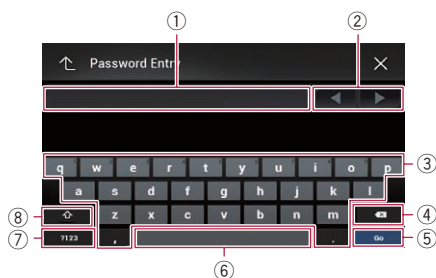 ① ②
Password Entry
q w e r t y u i o p ③
a s d f g h j k l
⑧ z x c v b n m ④
⑦ ?123 , . Go ⑤
⑥